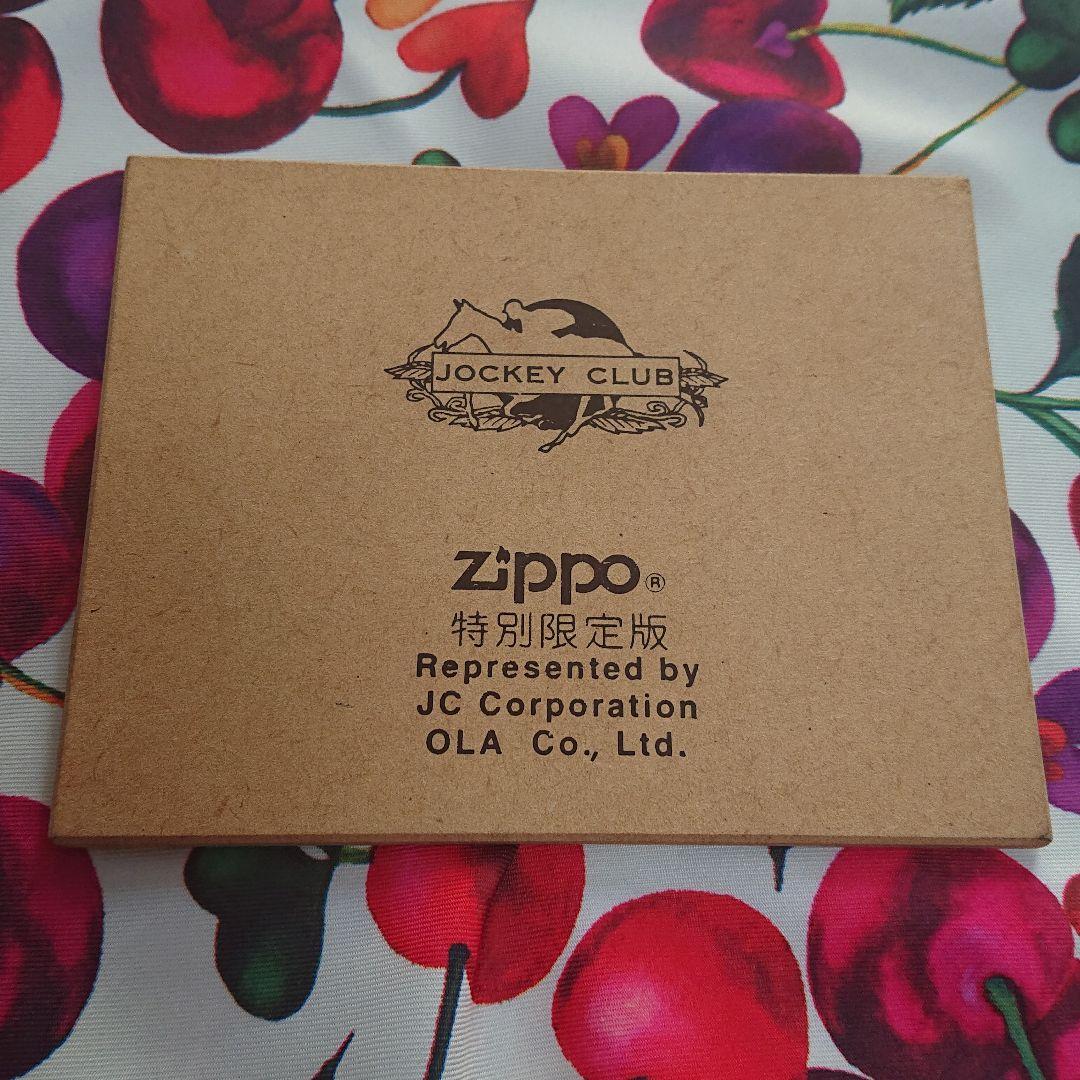 JOCKEY CLUB
Zippo®
特別限定版
Represented by
JC Corporation
OLA Co., Ltd.